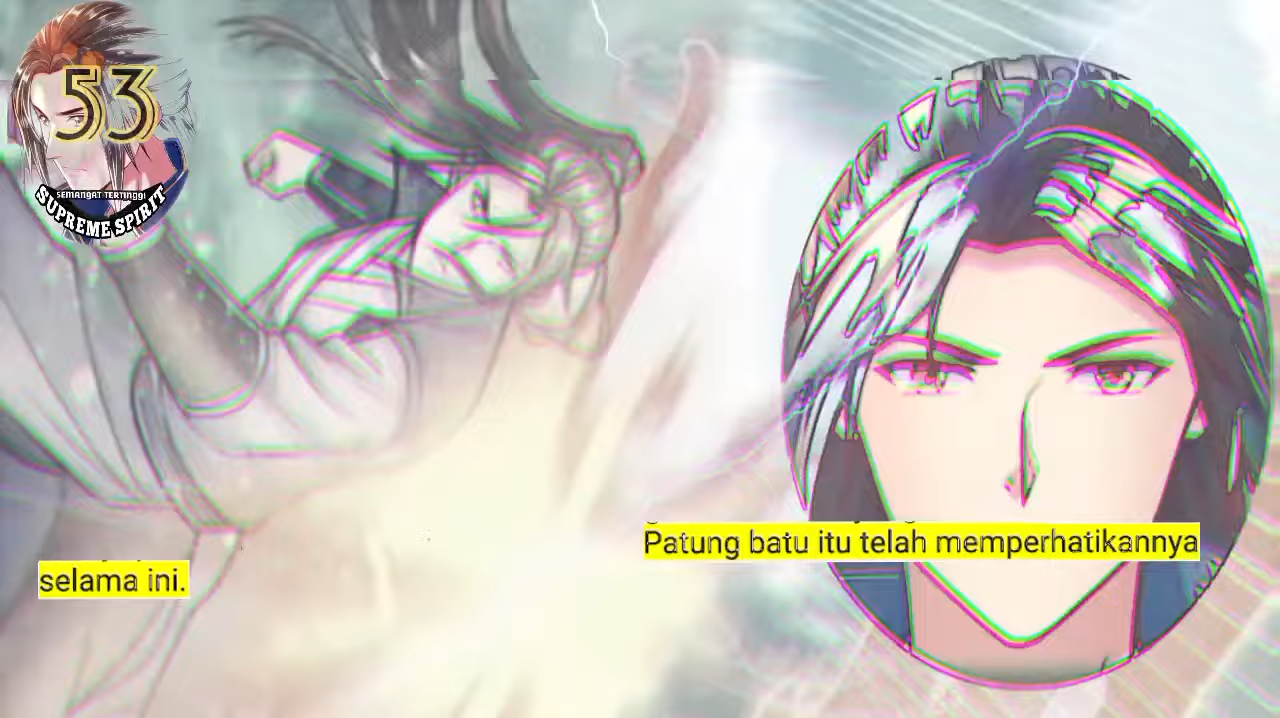 53
SEMANGAT TERTINGGI
SUPREME SPIRIT
Patung batu itu telah memperhatikannya
selama ini.